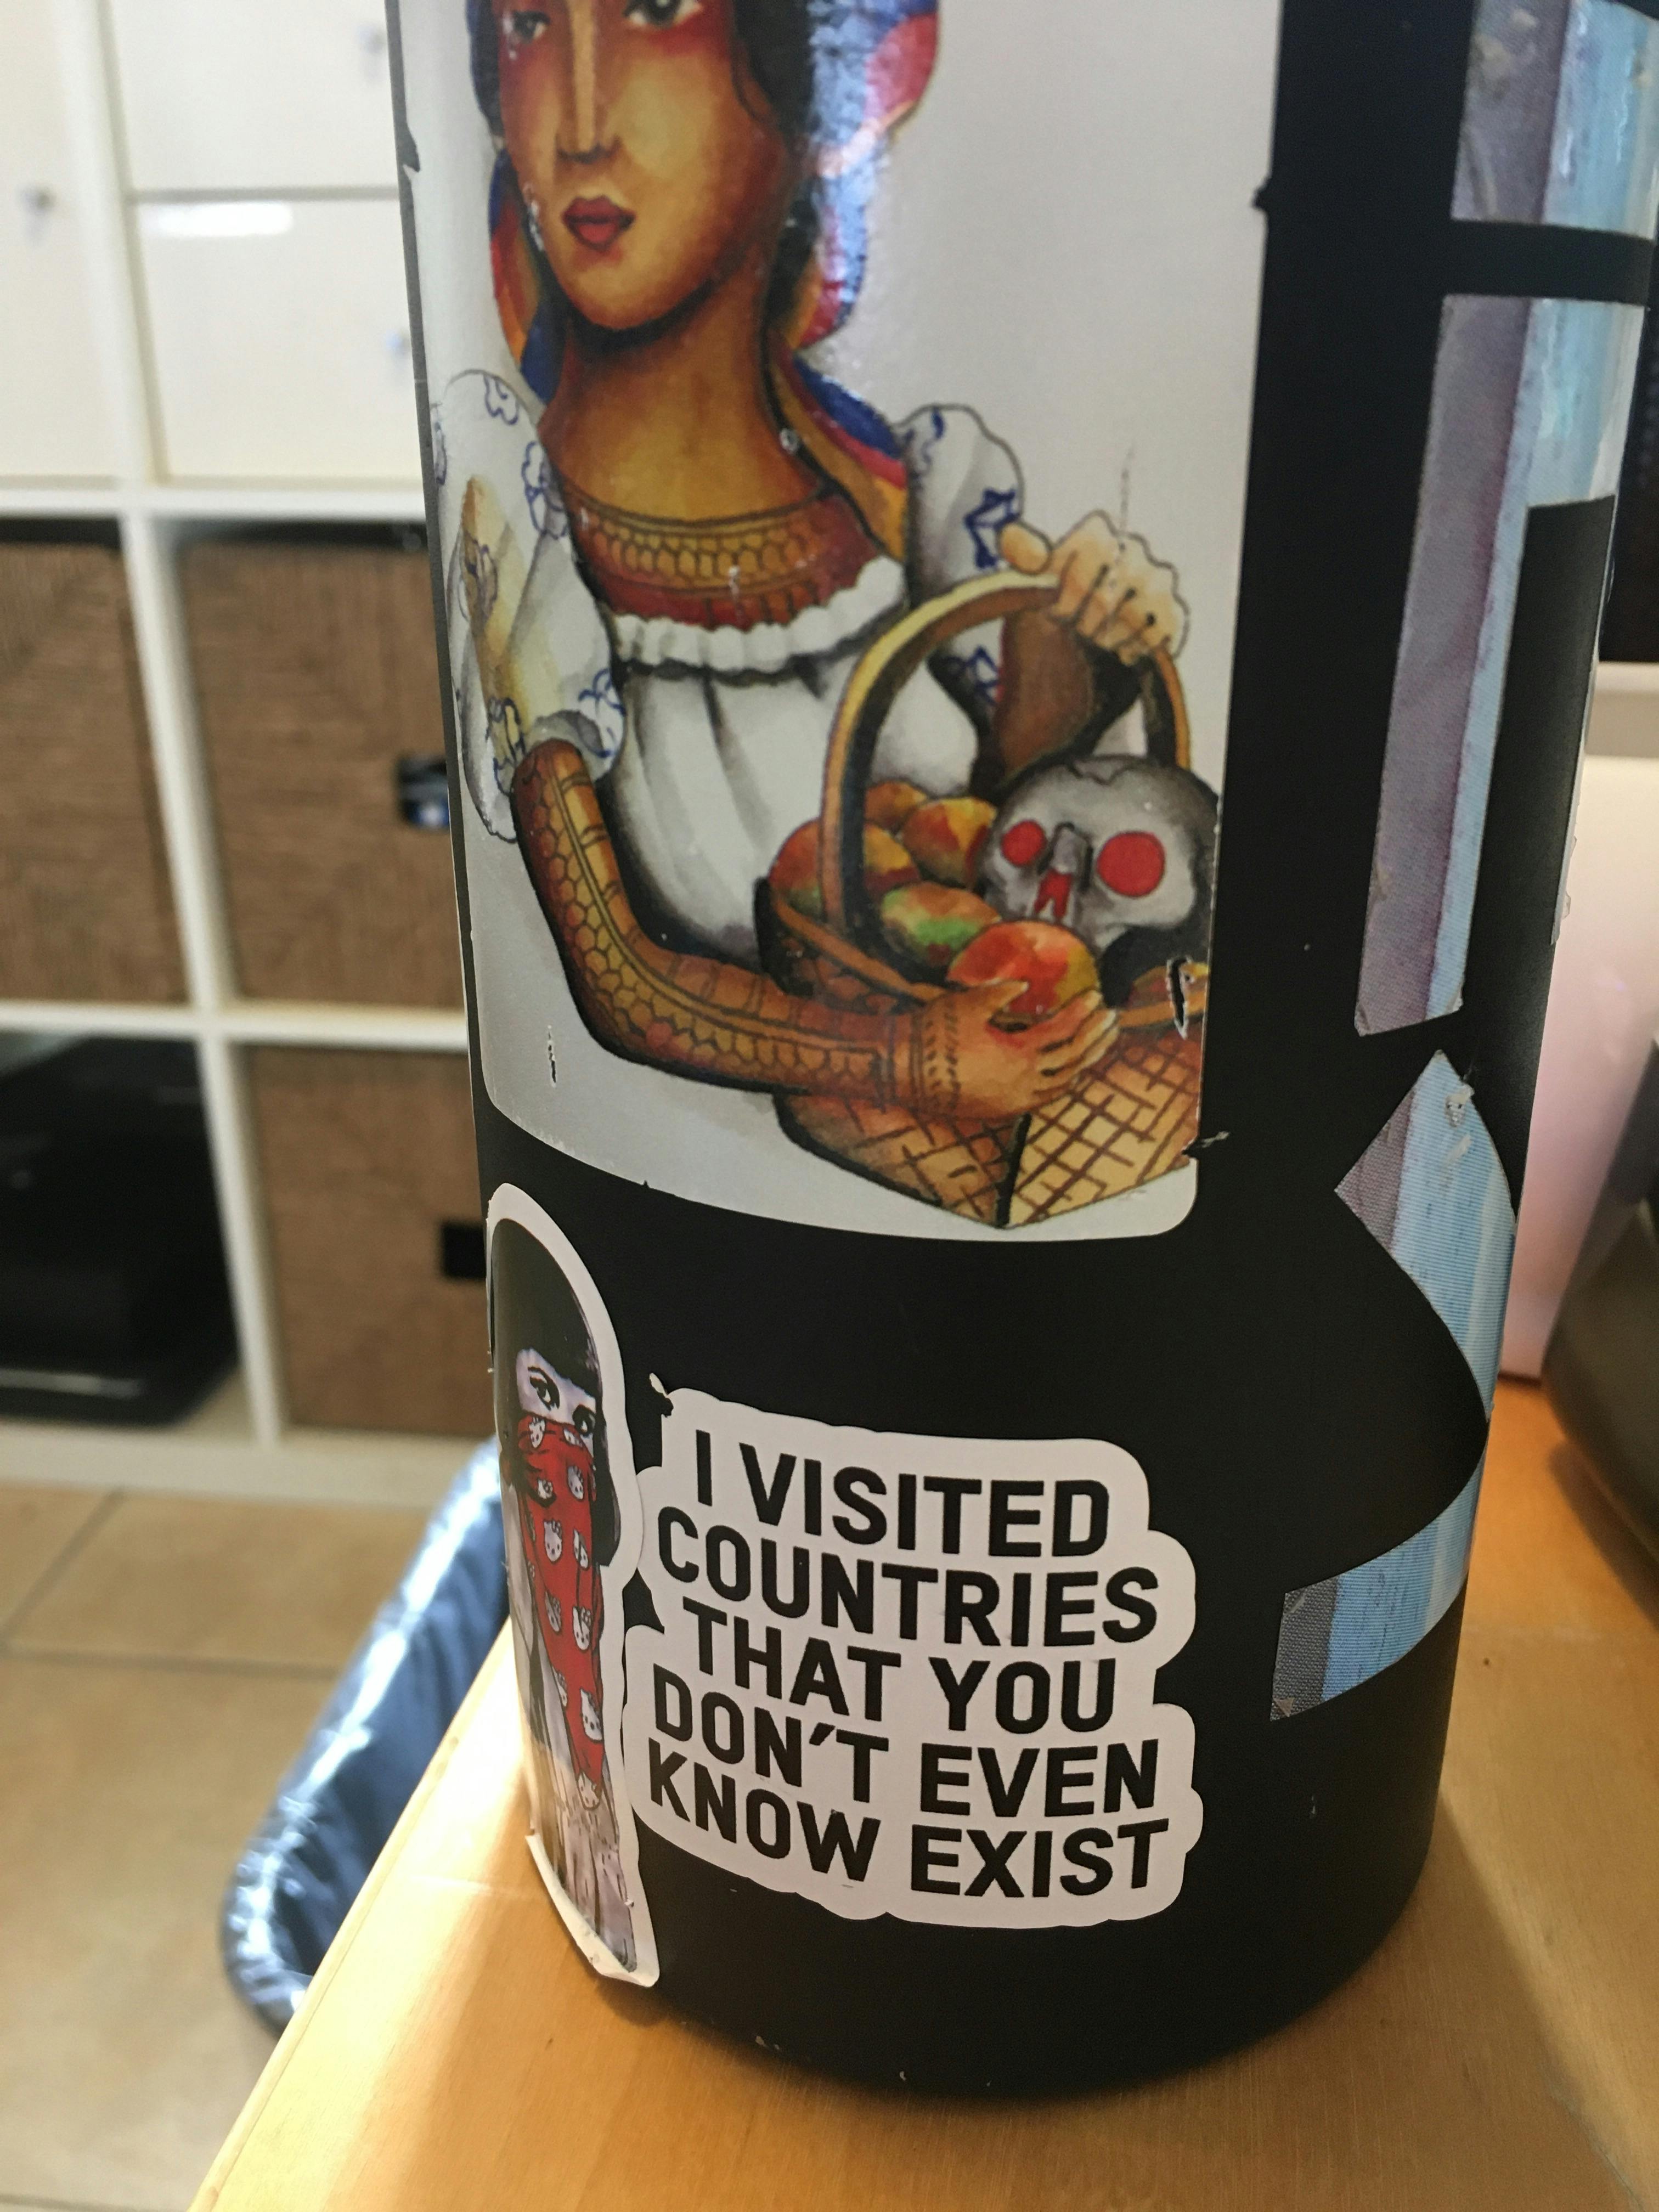 I VISITED
COUNTRIES
THAT YOU
DON'T EVEN
KNOW EXIST